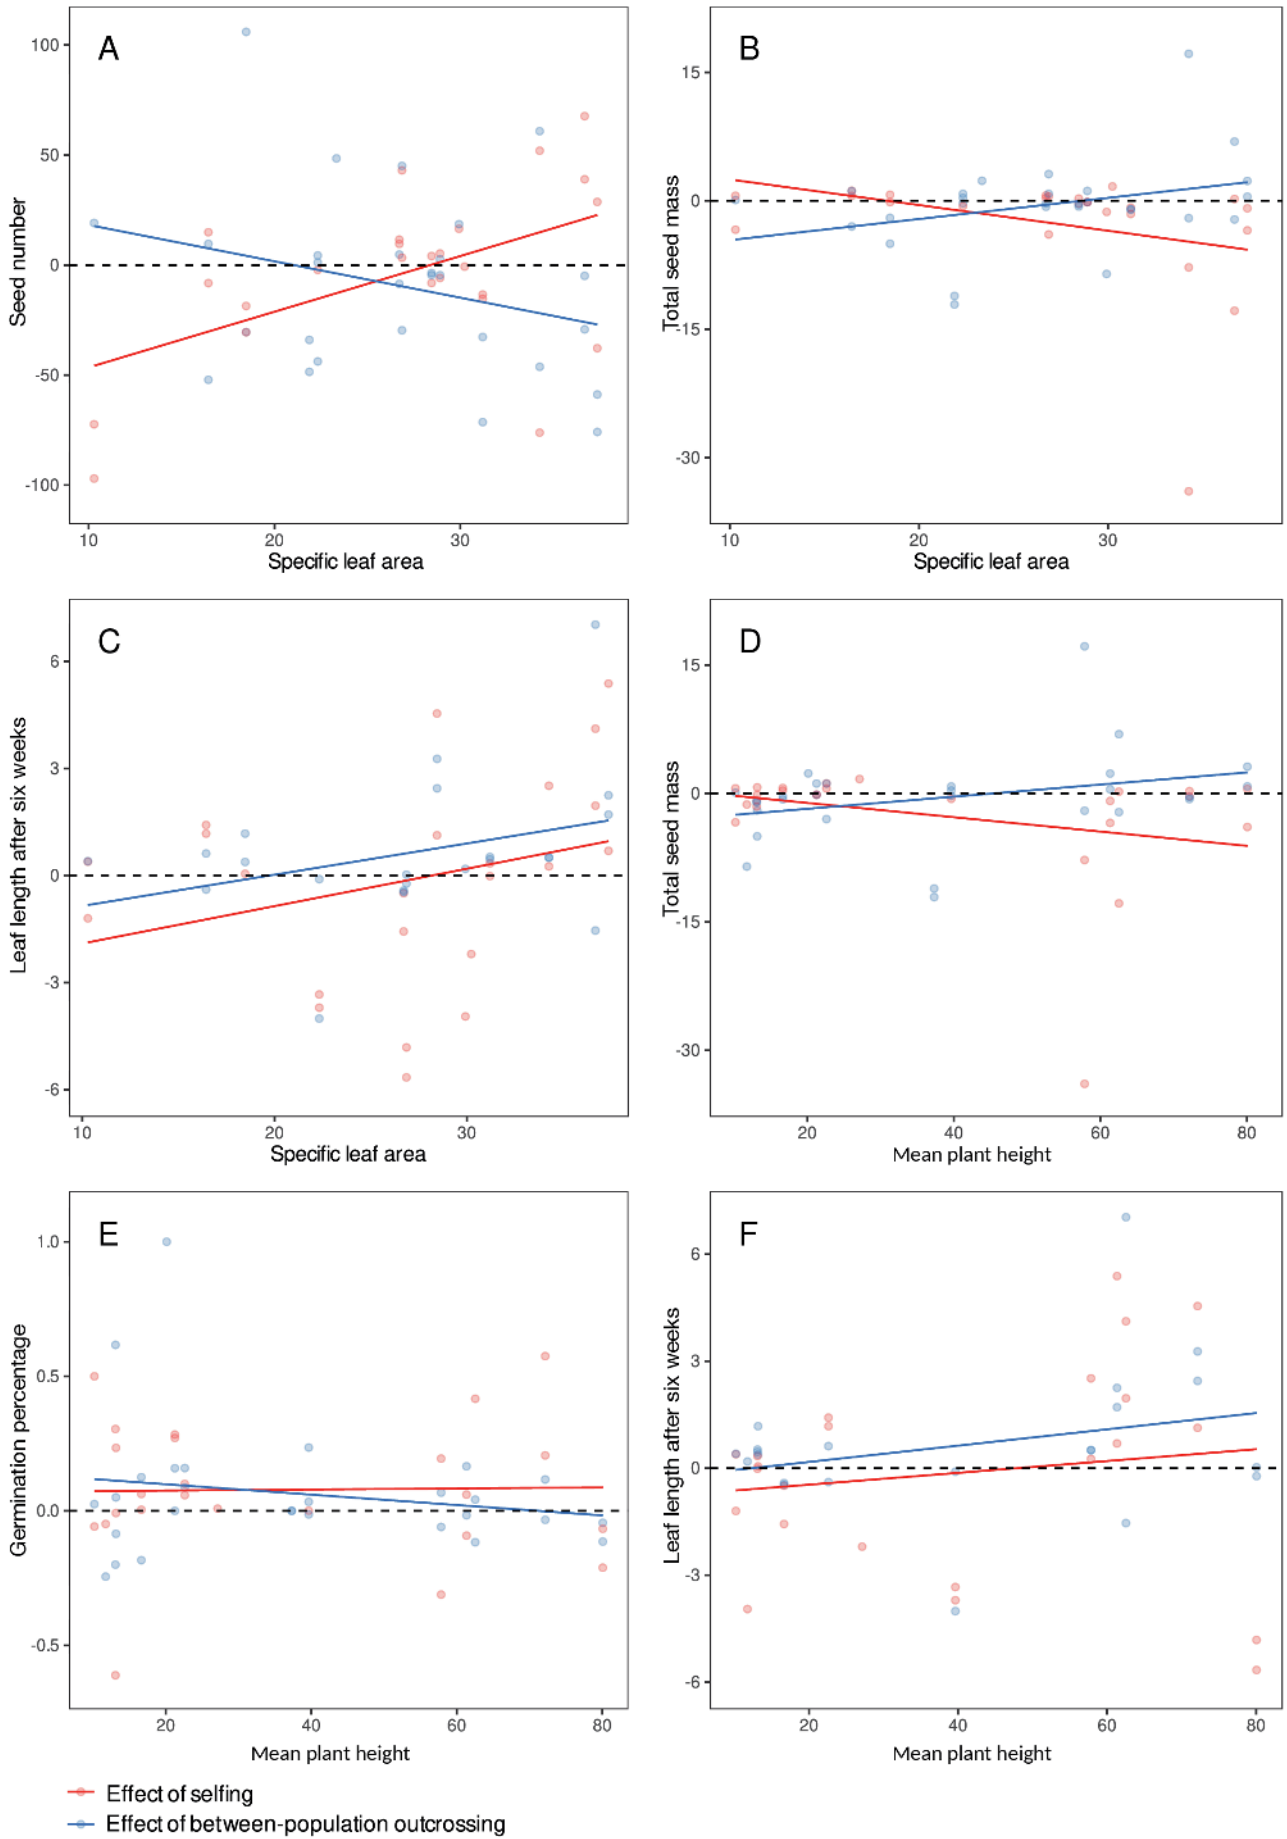 A
100
50
0
-50
-100
Seed number
10 20 30
Specific leaf area
B
15
0
-15
-30
Total seed mass
10 20 30
Specific leaf area
C
6
3
0
-3
-6
Leaf length after six weeks
10 20 30
Specific leaf area
D
15
0
-15
-30
Total seed mass
20 40 60 80
Mean plant height
E
1.0
0.5
0.0
-0.5
Germination percentage
20 40 60 80
Mean plant height
F
6
3
0
-3
-6
Leaf length after six weeks
20 40 60 80
Mean plant height
Effect of selfing
Effect of between-population outcrossing